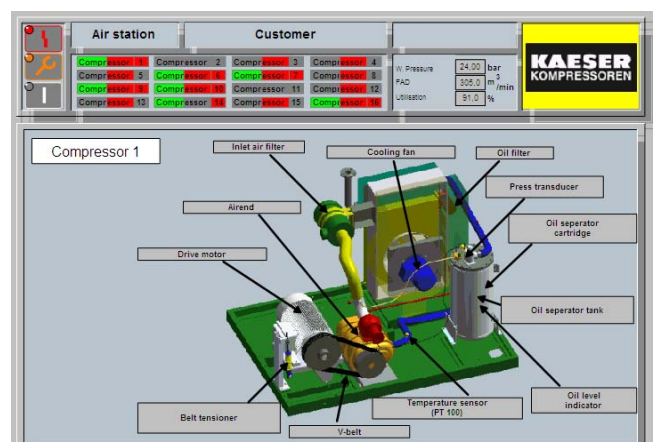 Air station
Customer
Compressor 1
Compressor 2
Compressor 3
Compressor 4
Compressor 5
Compressor 6
Compressor 7
Compressor 8
Compressor 9
Compressor 10
Compressor 11
Compressor 12
Compressor 13
Compressor 14
Compressor 15
Compressor 16
W. Pressure 24,00 bar
FAD 305,0 m³/min
Utilisation 91,0 %
KAESER
KOMPRESSOREN
Compressor 1
Inlet air filter
Cooling fan
Oil filter
Press transducer
Airend
Oil seperator
cartridge
Drive motor
Oil seperator tank
Oil level
indicator
Temperature sensor
(PT 100)
Belt tensioner
V-belt